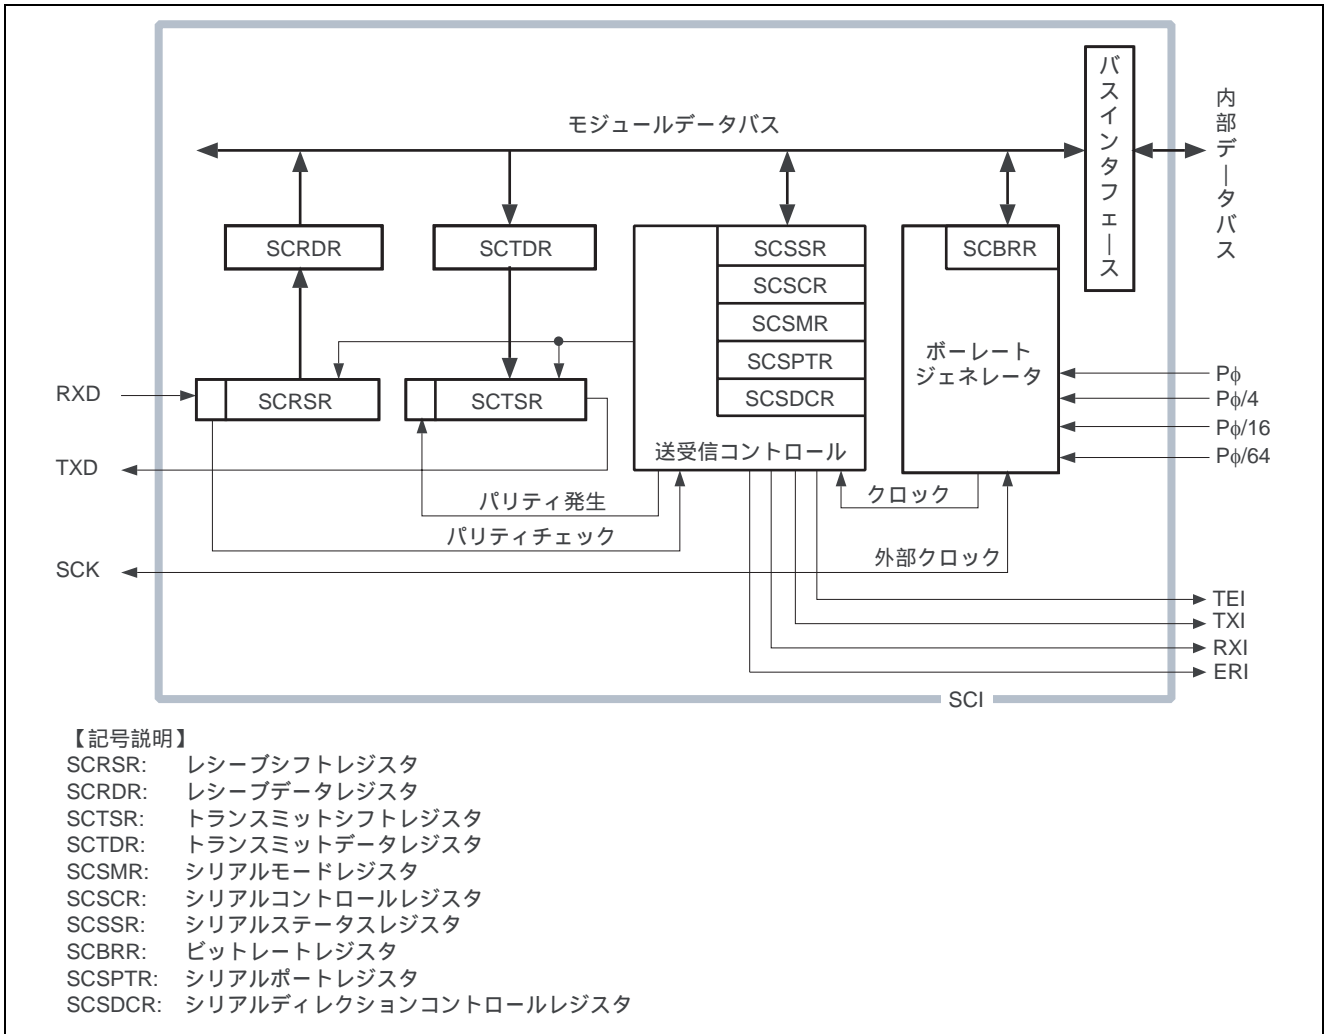 モジュールデータバス
バスインタフェース
内部データバス
SCRDR
SCTDR
SCSSR
SCBRR
SCSCR
SCSMR
SCSPTR
SCSDCR
ボーレート
ジェネレータ
Pφ
Pφ/4
Pφ/16
Pφ/64
RXD
SCRSR
SCTSR
送受信コントロール
TXD
パリティ発生
クロック
パリティチェック
外部クロック
SCK
TEI
TXI
RXI
ERI
SCI
【記号説明】
SCRSR: レシーブシフトレジスタ
SCRDR: レシーブデータレジスタ
SCTSR: トランスミットシフトレジスタ
SCTDR: トランスミットデータレジスタ
SCSMR: シリアルモードレジスタ
SCSCR: シリアルコントロールレジスタ
SCSSR: シリアルステータスレジスタ
SCBRR: ビットレートレジスタ
SCSPTR: シリアルポートレジスタ
SCSDCR: シリアルディレクションコントロールレジスタ